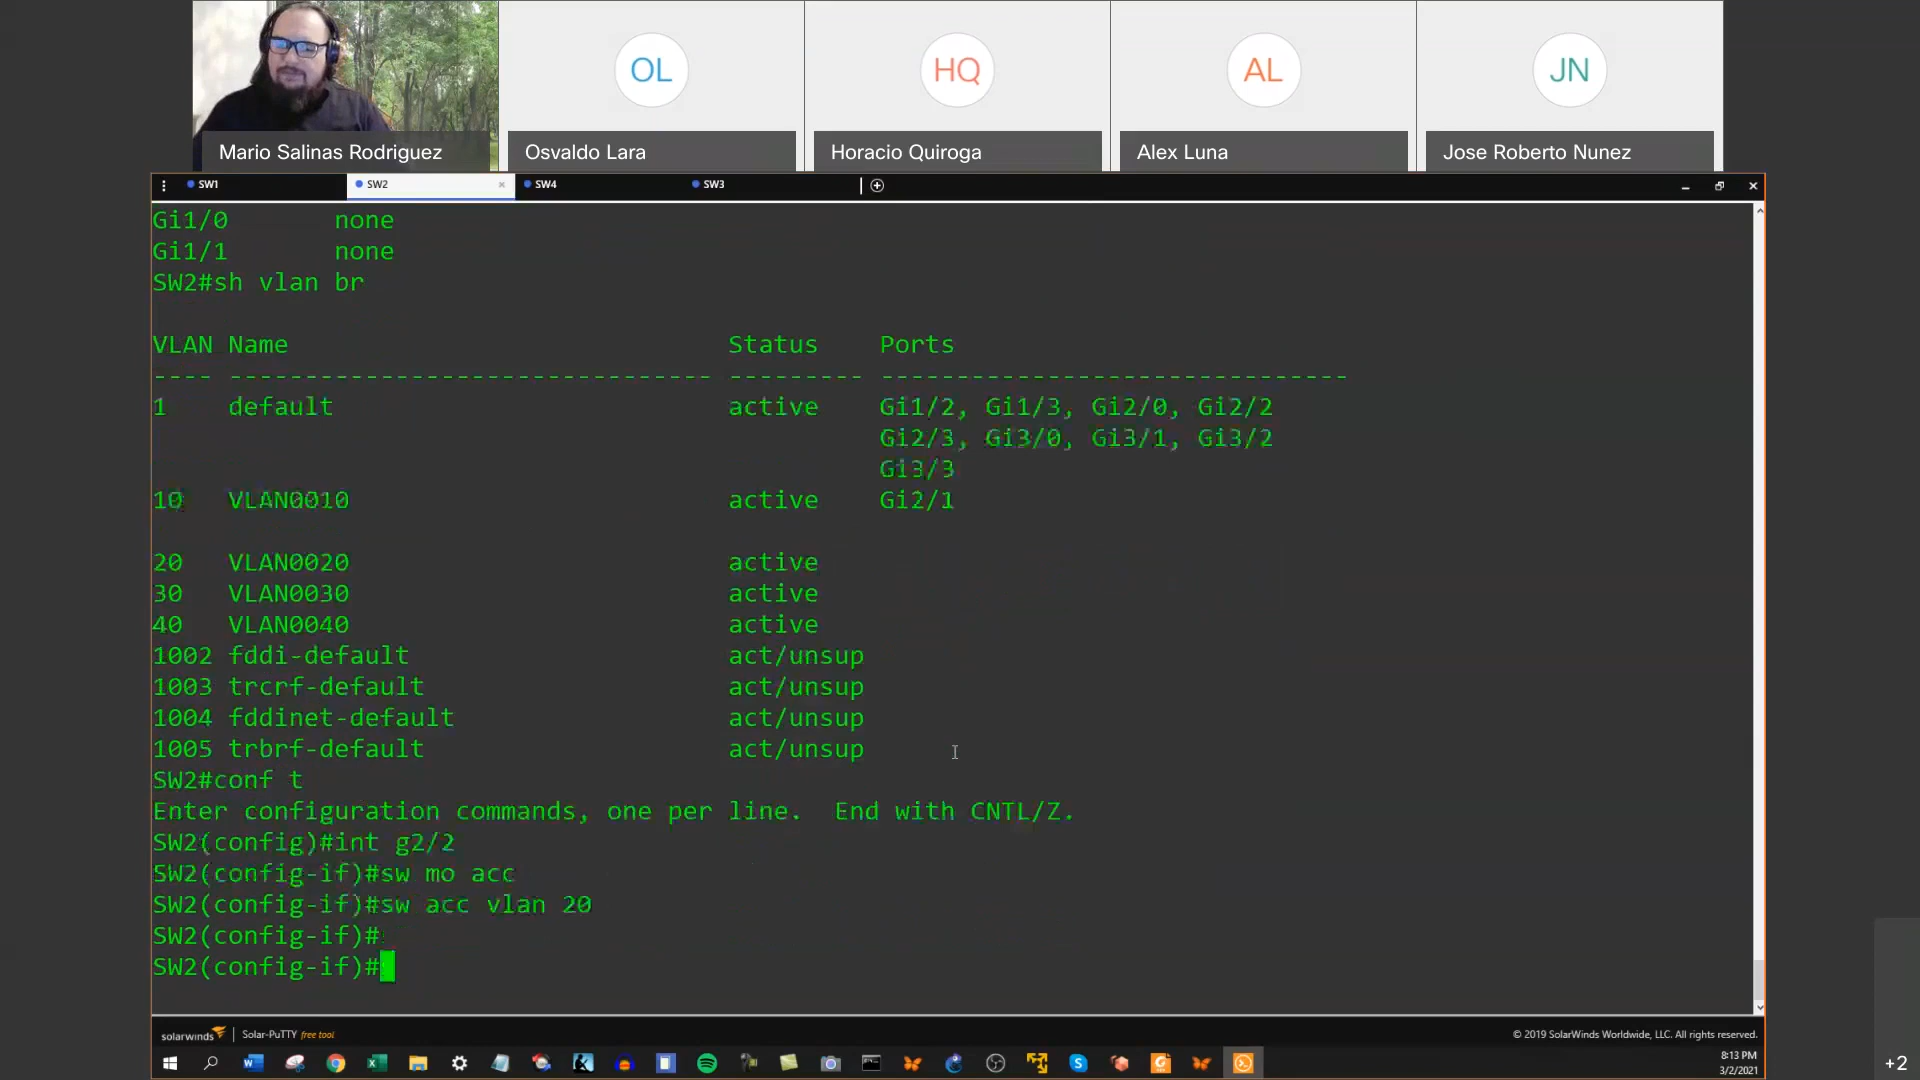 OL
HQ
AL
JN
Mario Salinas Rodriguez
Osvaldo Lara
Horacio Quiroga
Alex Luna
Jose Roberto Nunez
SW1
SW2
SW4
SW3
Gi1/0 none
Gi1/1 none
SW2#sh vlan br
VLAN Name Status Ports
---- -------------------------------- --------- -------------------------------
1 default active Gi1/2, Gi1/3, Gi2/0, Gi2/2
Gi2/3, Gi3/0, Gi3/1, Gi3/2
Gi3/3
10 VLAN0010 active Gi2/1
20 VLAN0020 active
30 VLAN0030 active
40 VLAN0040 active
1002 fddi-default act/unsup
1003 trcrf-default act/unsup
1004 fddinet-default act/unsup
1005 trbrf-default act/unsup
SW2#conf t
Enter configuration commands, one per line. End with CNTL/Z.
SW2(config)#int g2/2
SW2(config-if)#sw mo acc
SW2(config-if)#sw acc vlan 20
SW2(config-if)#
SW2(config-if)#
solarwinds Solar-PuTTY free tool
© 2019 SolarWinds Worldwide, LLC. All rights reserved.
8:13 PM
3/2/2021
+2